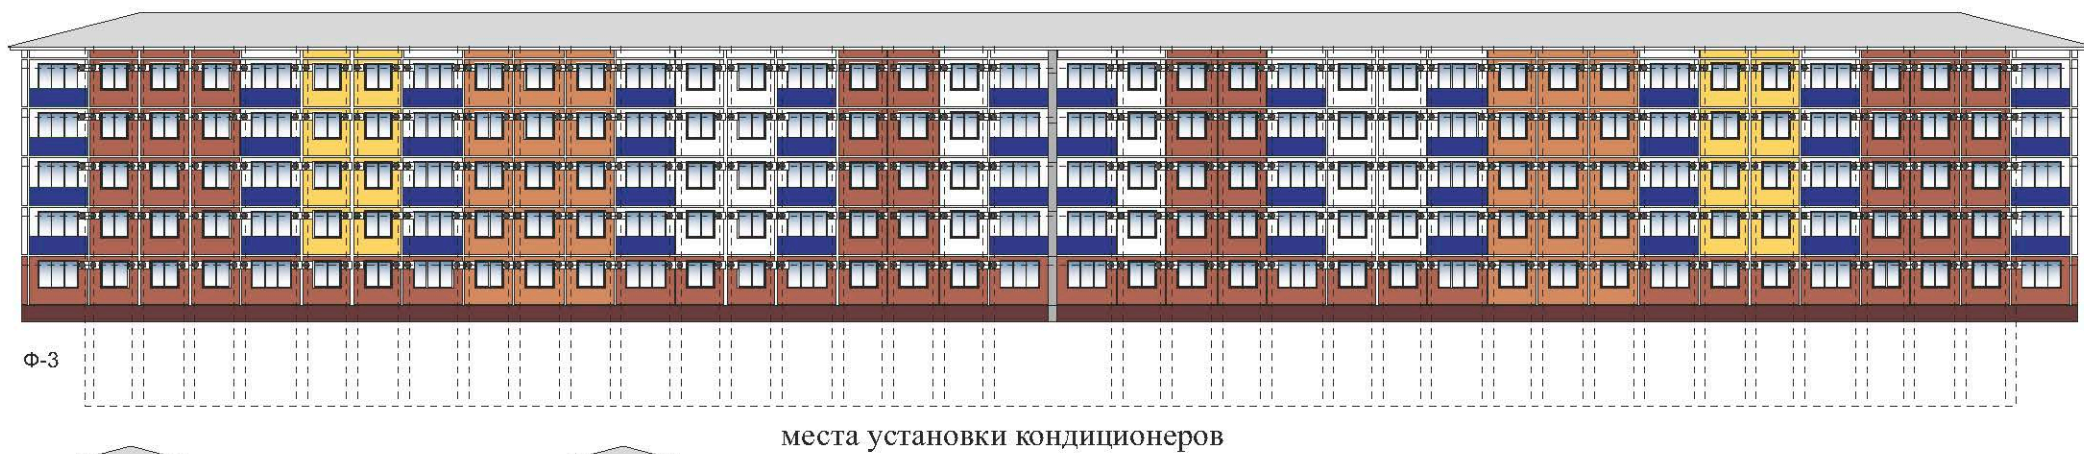 Ф-3
места установки кондиционеров